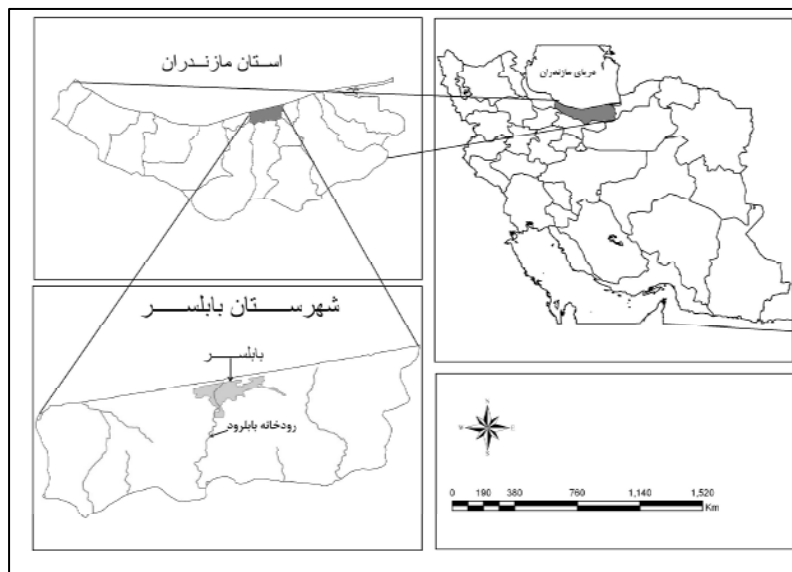 استان مازندران
دریای مازندران
شهرستان بابلسر
بابلسر
رودخانه بابلرود
N
W E
S
0 190 380 760 1,140 1,520
Km